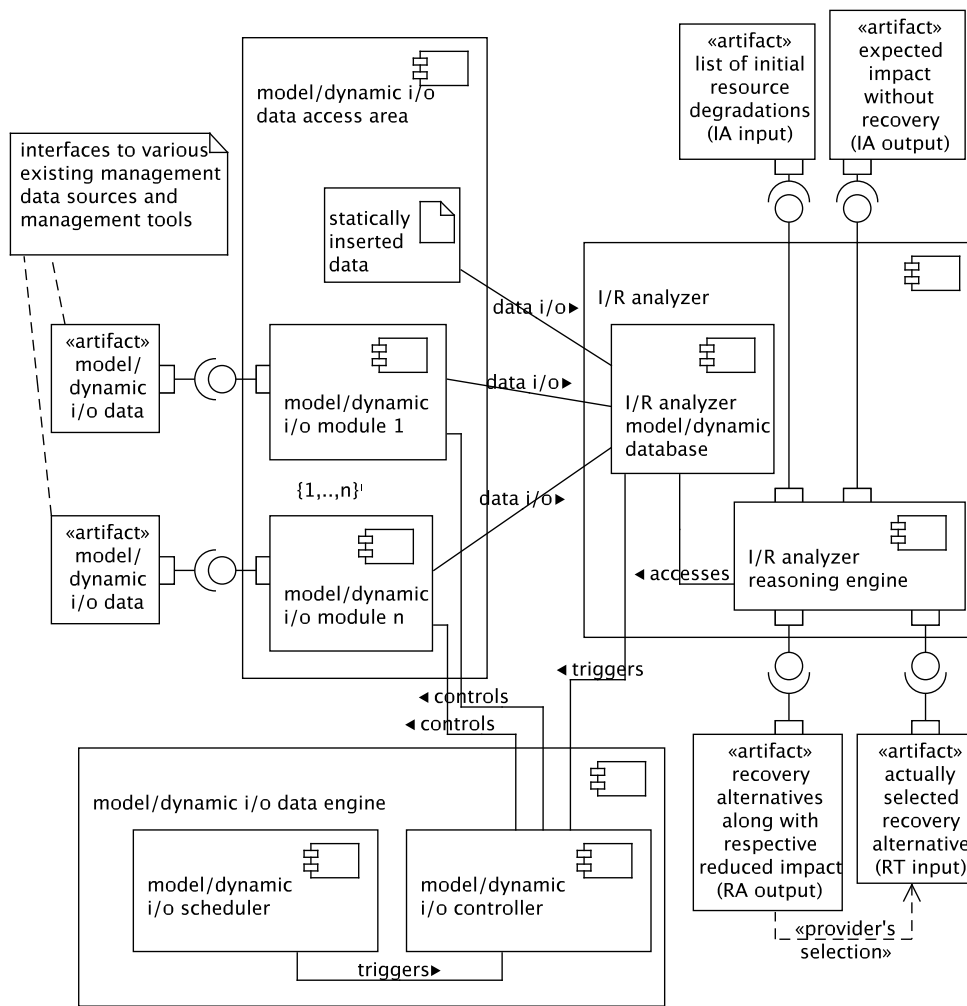 «artifact»
list of initial
resource
degradations
(IA input)
«artifact»
expected
impact
without
recovery
(IA output)
model/dynamic i/o
data access area
interfaces to various
existing management
data sources and
management tools
statically
inserted
data
data i/o►
I/R analyzer
«artifact»
model/
dynamic
i/o data
model/dynamic
i/o module 1
data i/o►
I/R analyzer
model/dynamic
database
{1,..,n}
data i/o►
«artifact»
model/
dynamic
i/o data
model/dynamic
i/o module n
◄ accesses
I/R analyzer
reasoning engine
◄ triggers
◄ controls
◄ controls
model/dynamic i/o data engine
model/dynamic
i/o scheduler
model/dynamic
i/o controller
triggers►
«artifact»
recovery
alternatives
along with
respective
reduced impact
(RA output)
«artifact»
actually
selected
recovery
alternative
(RT input)
«provider's
selection»